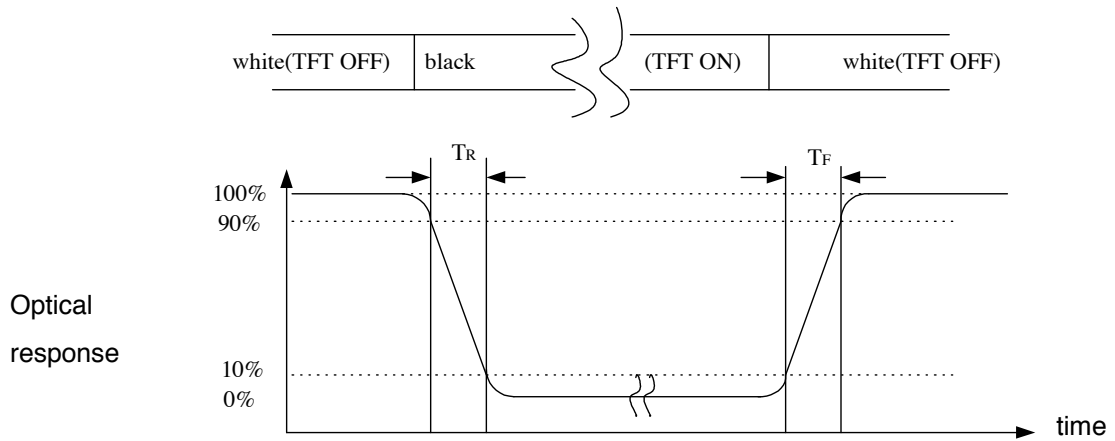 white(TFT OFF) black (TFT ON) white(TFT OFF)
TR TF
100%
90%
Optical
response
10%
0%
time